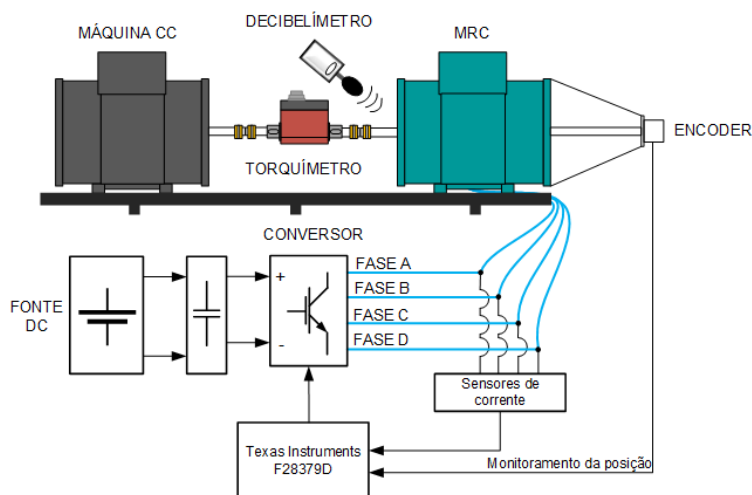 DECIBELÍMETRO
MÁQUINA CC
MRC
ENCODER
TORQUÍMETRO
CONVERSOR
FONTE
DC
+
-
FASE A
FASE B
FASE C
FASE D
Sensores de
corrente
Texas Instruments
F28379D
Monitoramento da posição